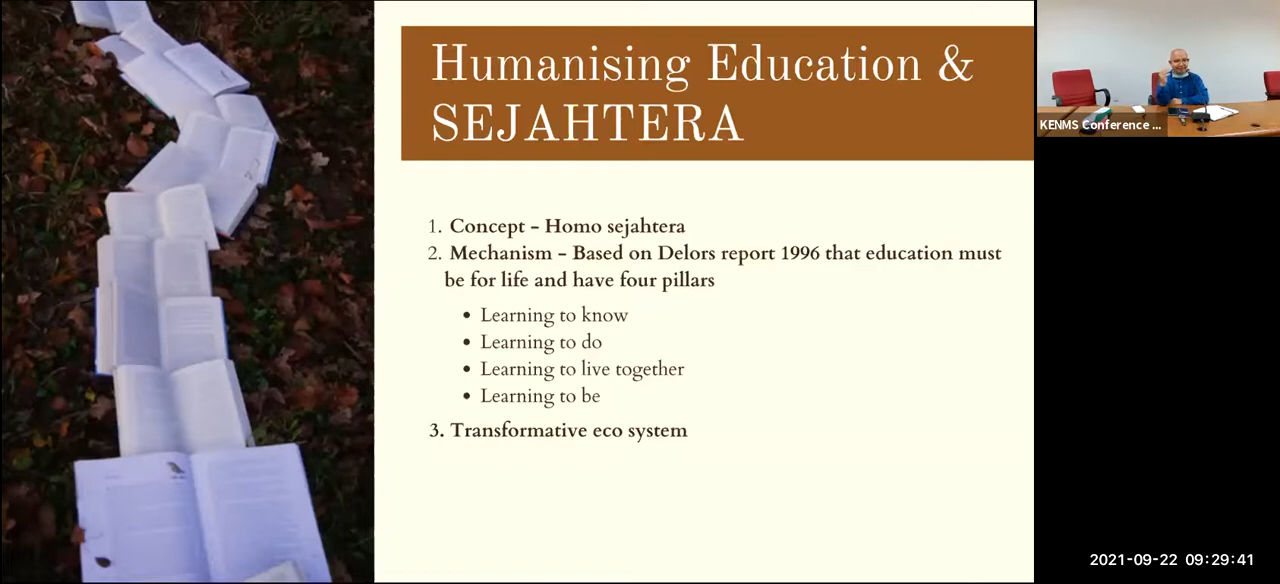 Humanising Education &
SEJAHTERA
1. Concept - Homo sejahtera
2. Mechanism - Based on Delors report 1996 that education must
be for life and have four pillars
• Learning to know
• Learning to do
• Learning to live together
• Learning to be
3. Transformative eco system
KENMS Conference ...
2021-09-22 09:29:41